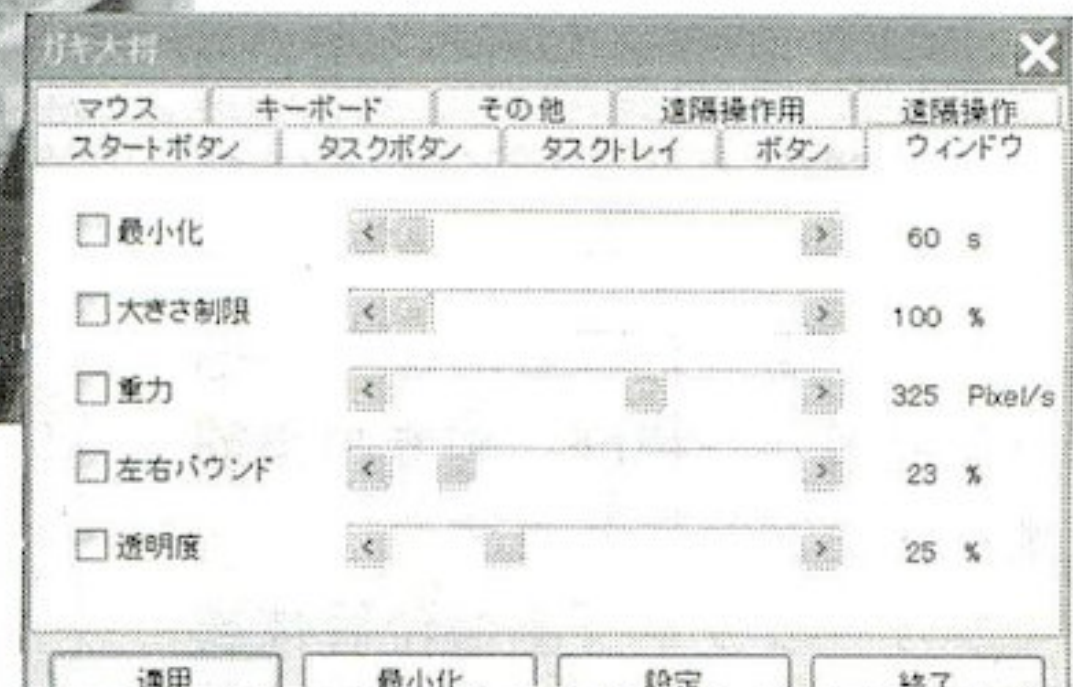 ガキ大将
マウス キーボード その他 遠隔操作用 遠隔操作
スタートボタン タスクボタン タスクトレイ ボタン ウィンドウ
最小化 < > 60 s
大きさ制限 < > 100 %
重力 < > 325 Pixel/s
左右バウンド < > 23 %
透明度 < > 25 %
適用 最小化 設定 終了